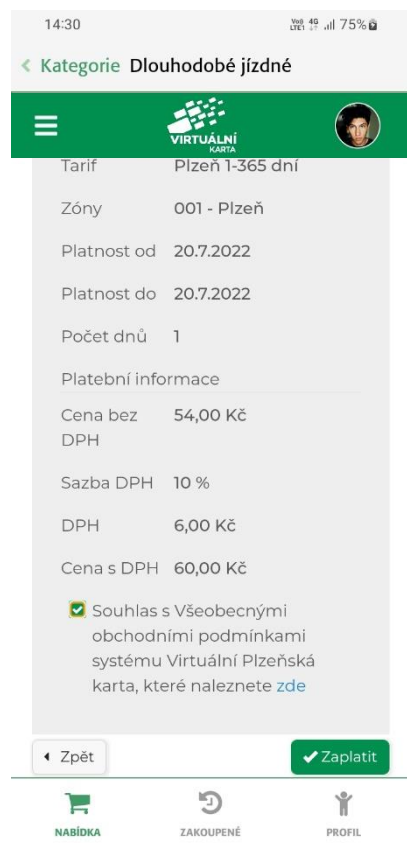 14:30 Voo LTE1 4G 75%
Kategorie Dlouhodobé jízdné
VIRTUÁLNÍ
KARTA
Tarif Plzeň 1-365 dní
Zóny 001 - Plzeň
Platnost od 20.7.2022
Platnost do 20.7.2022
Počet dnů 1
Platební informace
Cena bez 54,00 Kč
DPH
Sazba DPH 10 %
DPH 6,00 Kč
Cena s DPH 60,00 Kč
Souhlas s Všeobecnými
obchodními podmínkami
systému Virtuální Plzeňská
karta, které naleznete zde
Zpět Zaplatit
NABÍDKA ZAKOUPENÉ PROFIL